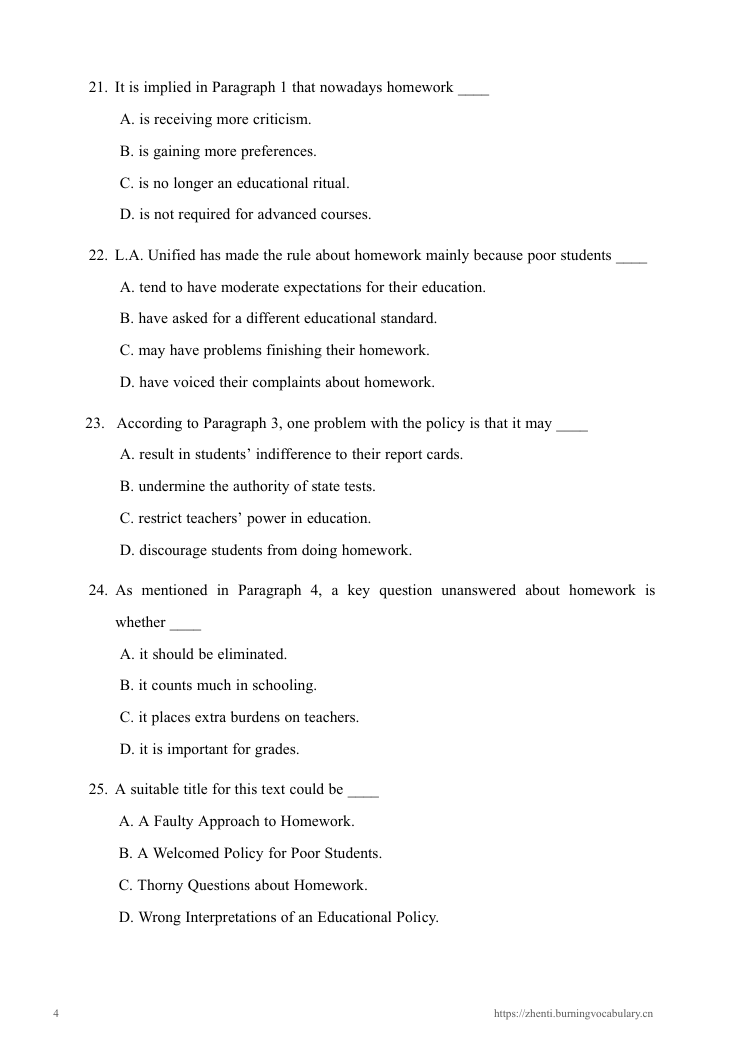 21. It is implied in Paragraph 1 that nowadays homework ____
A. is receiving more criticism.
B. is gaining more preferences.
C. is no longer an educational ritual.
D. is not required for advanced courses.
22. L.A. Unified has made the rule about homework mainly because poor students ____
A. tend to have moderate expectations for their education.
B. have asked for a different educational standard.
C. may have problems finishing their homework.
D. have voiced their complaints about homework.
23. According to Paragraph 3, one problem with the policy is that it may ____
A. result in students’ indifference to their report cards.
B. undermine the authority of state tests.
C. restrict teachers’ power in education.
D. discourage students from doing homework.
24. As mentioned in Paragraph 4, a key question unanswered about homework is
whether ____
A. it should be eliminated.
B. it counts much in schooling.
C. it places extra burdens on teachers.
D. it is important for grades.
25. A suitable title for this text could be ____
A. A Faulty Approach to Homework.
B. A Welcomed Policy for Poor Students.
C. Thorny Questions about Homework.
D. Wrong Interpretations of an Educational Policy.
4 https://zhenti.burningvocabulary.cn